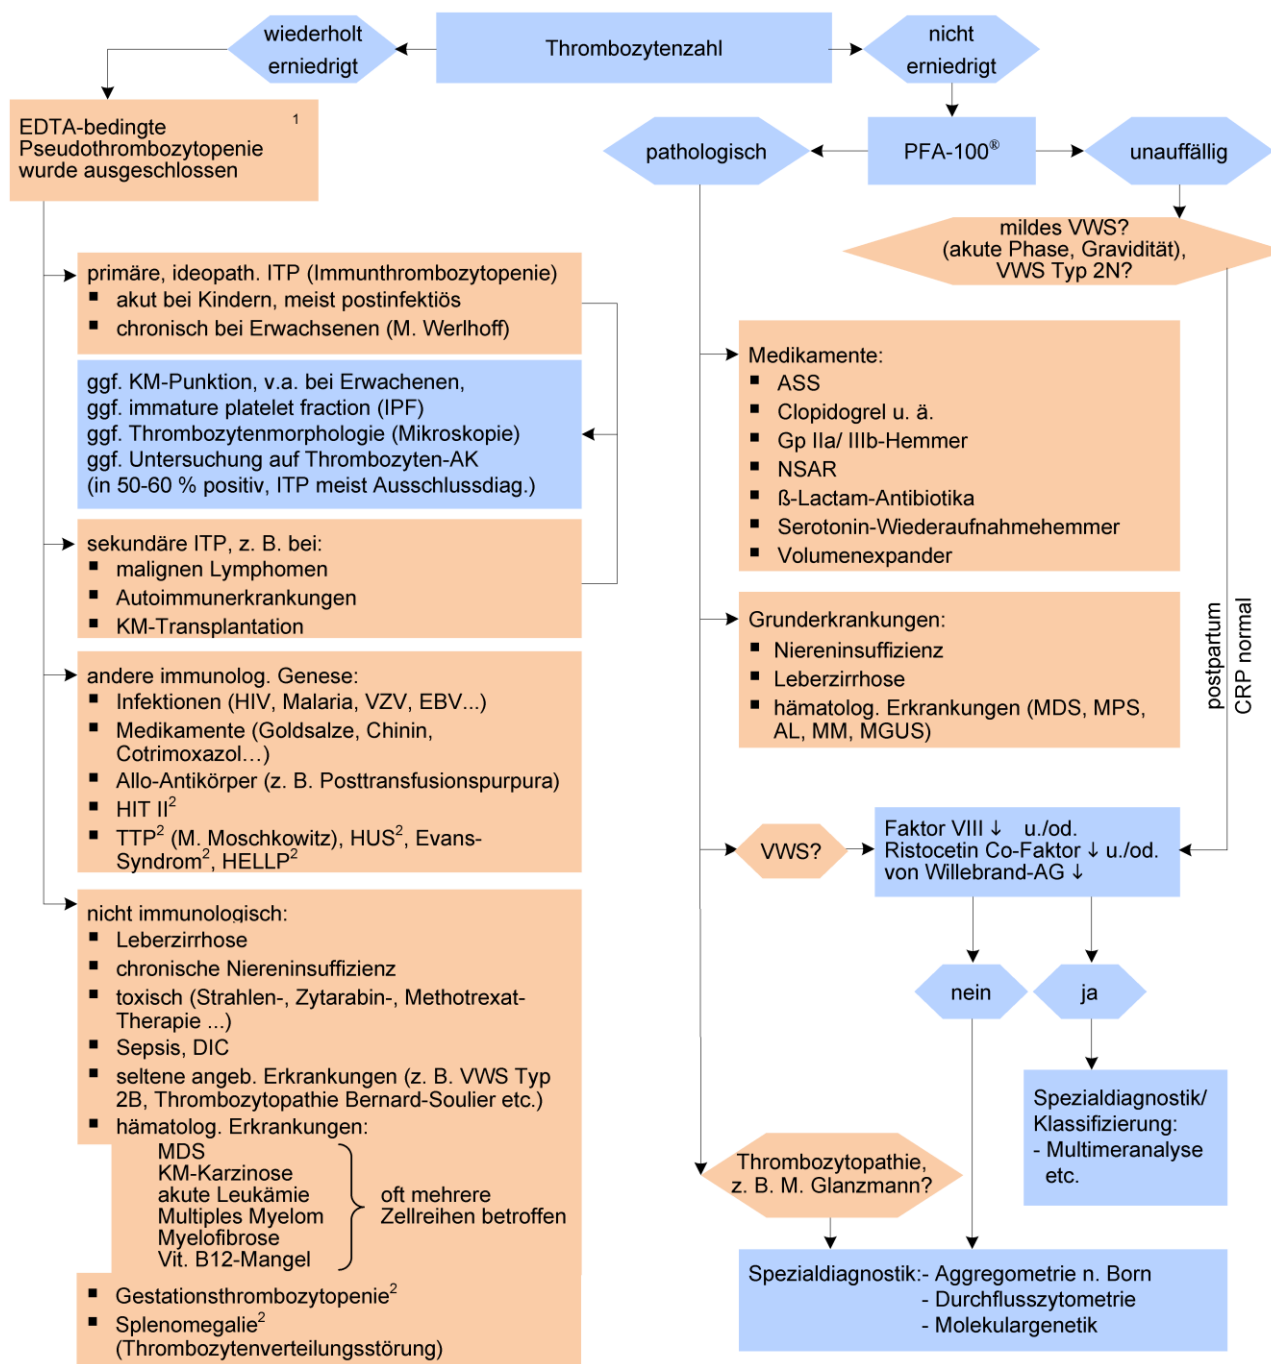 wiederholt
erniedrigt
Thrombozytenzahl
nicht
erniedrigt
EDTA-bedingte 1
Pseudothrombozytopenie
wurde ausgeschlossen
pathologisch
PFA-100®
unauffällig
mildes VWS?
(akute Phase, Gravidität),
VWS Typ 2N?
primäre, ideopath. ITP (Immunthrombozytopenie)
▪ akut bei Kindern, meist postinfektiös
▪ chronisch bei Erwachsenen (M. Werlhoff)
ggf. KM-Punktion, v.a. bei Erwachenen,
ggf. immature platelet fraction (IPF)
ggf. Thrombozytenmorphologie (Mikroskopie)
ggf. Untersuchung auf Thrombozyten-AK
(in 50-60 % positiv, ITP meist Ausschlussdiag.)
sekundäre ITP, z. B. bei:
▪ malignen Lymphomen
▪ Autoimmunerkrankungen
▪ KM-Transplantation
andere immunolog. Genese:
▪ Infektionen (HIV, Malaria, VZV, EBV...)
▪ Medikamente (Goldsalze, Chinin,
Cotrimoxazol…)
▪ Allo-Antikörper (z. B. Posttransfusionspurpura)
▪ HIT II²
▪ TTP² (M. Moschkowitz), HUS², Evans-
Syndrom², HELLP²
nicht immunologisch:
▪ Leberzirrhose
▪ chronische Niereninsuffizienz
▪ toxisch (Strahlen-, Zytarabin-, Methotrexat-
Therapie ...)
▪ Sepsis, DIC
▪ seltene angeb. Erkrankungen (z. B. VWS Typ
2B, Thrombozytopathie Bernard-Soulier etc.)
▪ hämatolog. Erkrankungen:
MDS
KM-Karzinose
akute Leukämie
Multiples Myelom
Myelofibrose
Vit. B12-Mangel
oft mehrere
Zellreihen betroffen
▪ Gestationsthrombozytopenie²
▪ Splenomegalie²
(Thrombozytenverteilungsstörung)
Medikamente:
▪ ASS
▪ Clopidogrel u. ä.
▪ Gp IIa/ IIIb-Hemmer
▪ NSAR
▪ ß-Lactam-Antibiotika
▪ Serotonin-Wiederaufnahmehemmer
▪ Volumenexpander
Grunderkrankungen:
▪ Niereninsuffizienz
▪ Leberzirrhose
▪ hämatolog. Erkrankungen (MDS, MPS,
AL, MM, MGUS)
postpartum
CRP normal
VWS?
Faktor VIII ↓ u./od.
Ristocetin Co-Faktor ↓ u./od.
von Willebrand-AG ↓
nein
ja
Spezialdiagnostik/
Klassifizierung:
- Multimeranalyse
etc.
Thrombozytopathie,
z. B. M. Glanzmann?
Spezialdiagnostik:- Aggregometrie n. Born
- Durchflusszytometrie
- Molekulargenetik